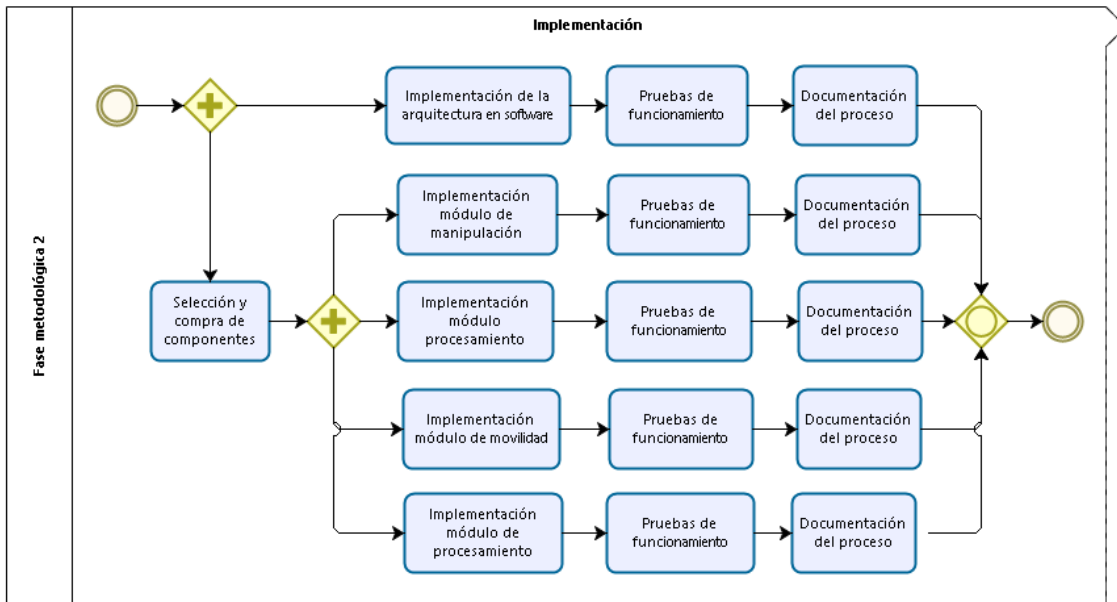 Implementación
Fase metodológica 2
Implementación de la
arquitectura en software
Pruebas de
funcionamiento
Documentación
del proceso
Implementación
módulo de
manipulación
Pruebas de
funcionamiento
Documentación
del proceso
Selección y
compra de
componentes
Implementación
módulo
procesamiento
Pruebas de
funcionamiento
Documentación
del proceso
Implementación
módulo de movilidad
Pruebas de
funcionamiento
Documentación
del proceso
Implementación
módulo de
procesamiento
Pruebas de
funcionamiento
Documentación
del proceso